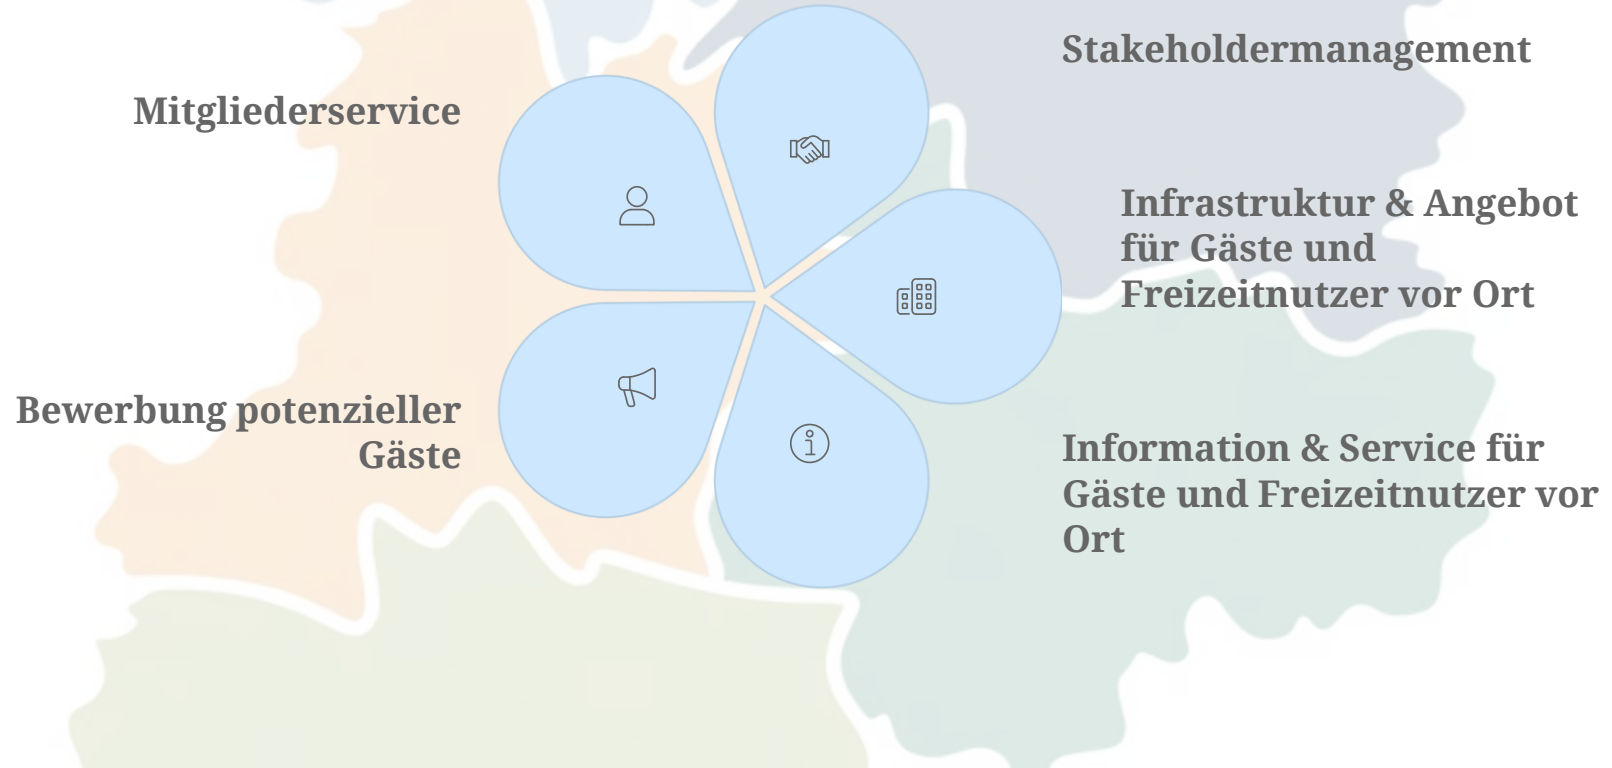 Stakeholdermanagement
Mitgliederservice
Infrastruktur & Angebot
für Gäste und
Freizeitnutzer vor Ort
Bewerbung potenzieller
Gäste
Information & Service für
Gäste und Freizeitnutzer vor
Ort